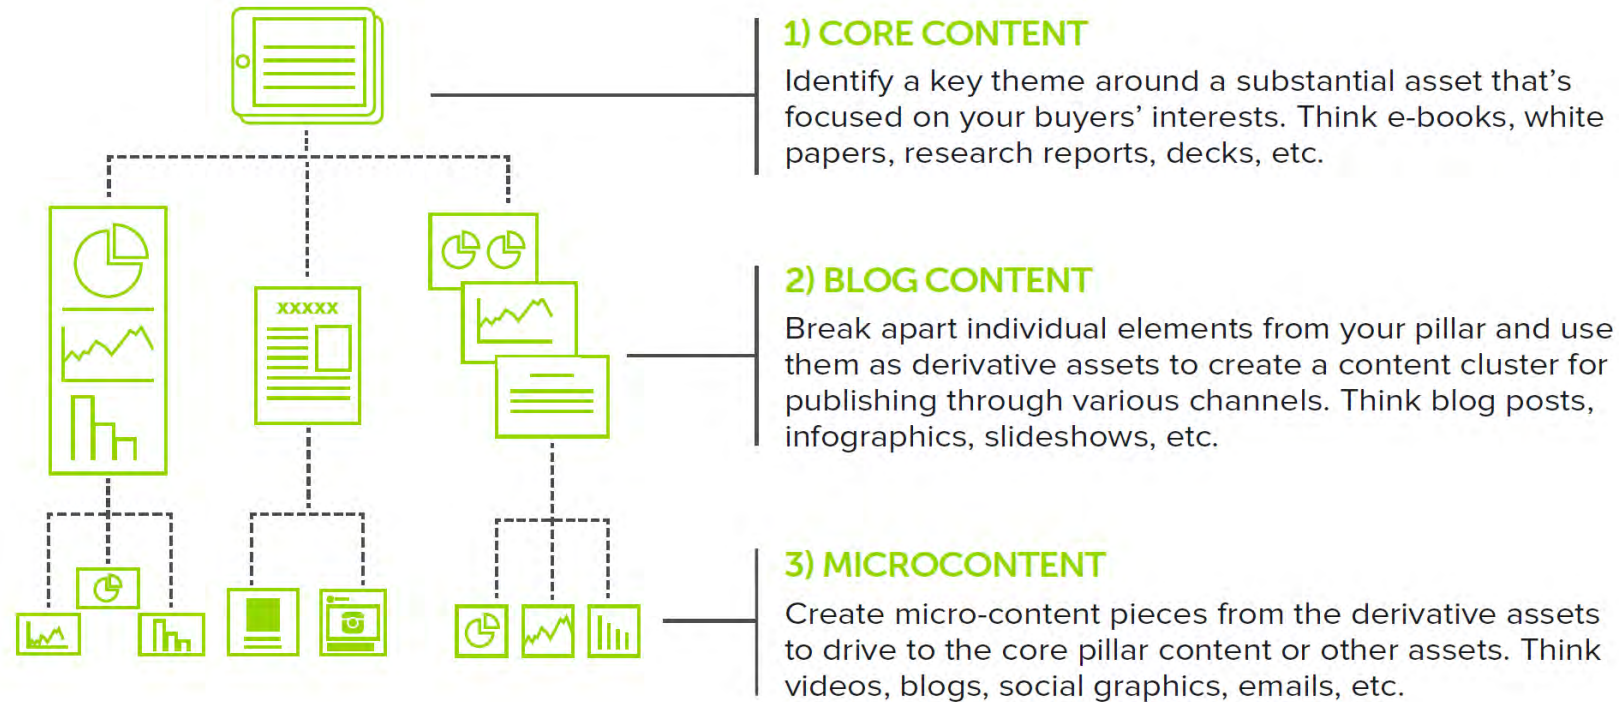 1) CORE CONTENT
Identify a key theme around a substantial asset that’s
focused on your buyers’ interests. Think e-books, white
papers, research reports, decks, etc.
XXXXX
2) BLOG CONTENT
Break apart individual elements from your pillar and use
them as derivative assets to create a content cluster for
publishing through various channels. Think blog posts,
infographics, slideshows, etc.
3) MICROCONTENT
Create micro-content pieces from the derivative assets
to drive to the core pillar content or other assets. Think
videos, blogs, social graphics, emails, etc.